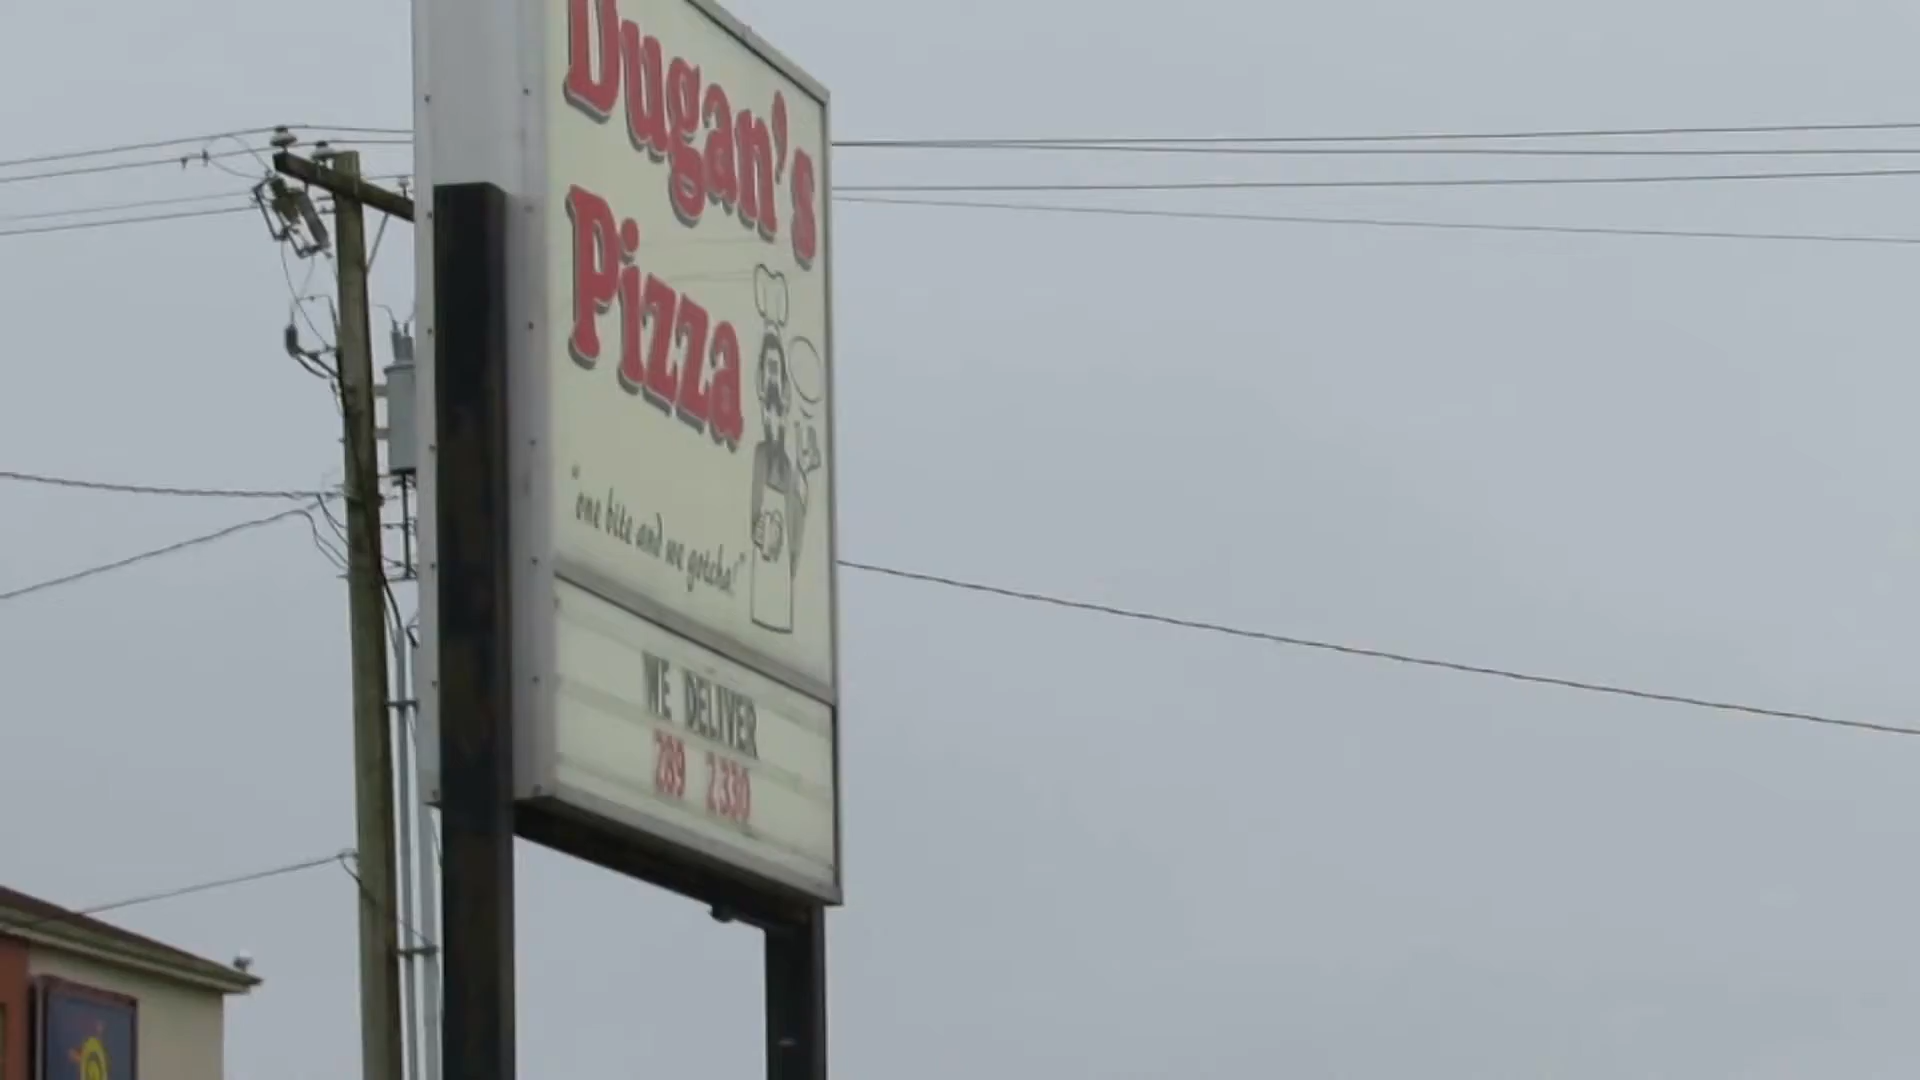 Dugan's
Pizza
"one bite and we gotcha!"
WE DELIVER
289 2330